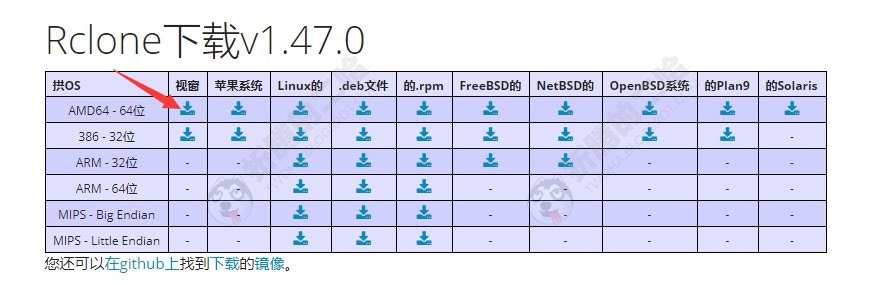 Rclone下载v1.47.0
拱OS 视窗 苹果系统 Linux的 .deb文件 的.rpm FreeBSD的 NetBSD的 OpenBSD系统 的Plan9 的Solaris
AMD64 - 64位
386 - 32位 -
ARM - 32位 - - - - -
ARM - 64位 - - - - - - -
MIPS - Big Endian - - - - - - -
MIPS - Little Endian - - - - - - -
您还可以在github上找到下载的镜像。